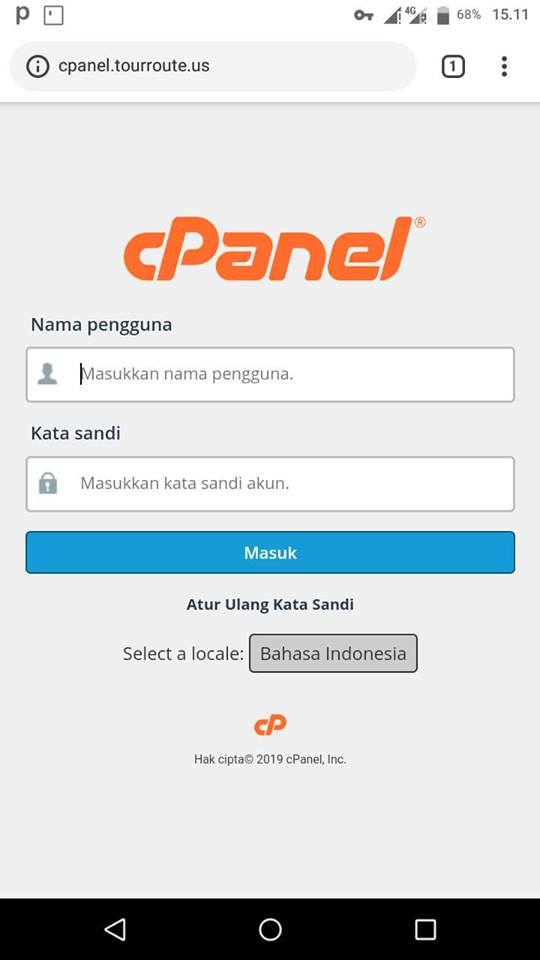 68% 15.11
cpanel.tourroute.us 1
cPanel®
Nama pengguna
Masukkan nama pengguna.
Kata sandi
Masukkan kata sandi akun.
Masuk
Atur Ulang Kata Sandi
Select a locale: Bahasa Indonesia
cP
Hak cipta© 2019 cPanel, Inc.